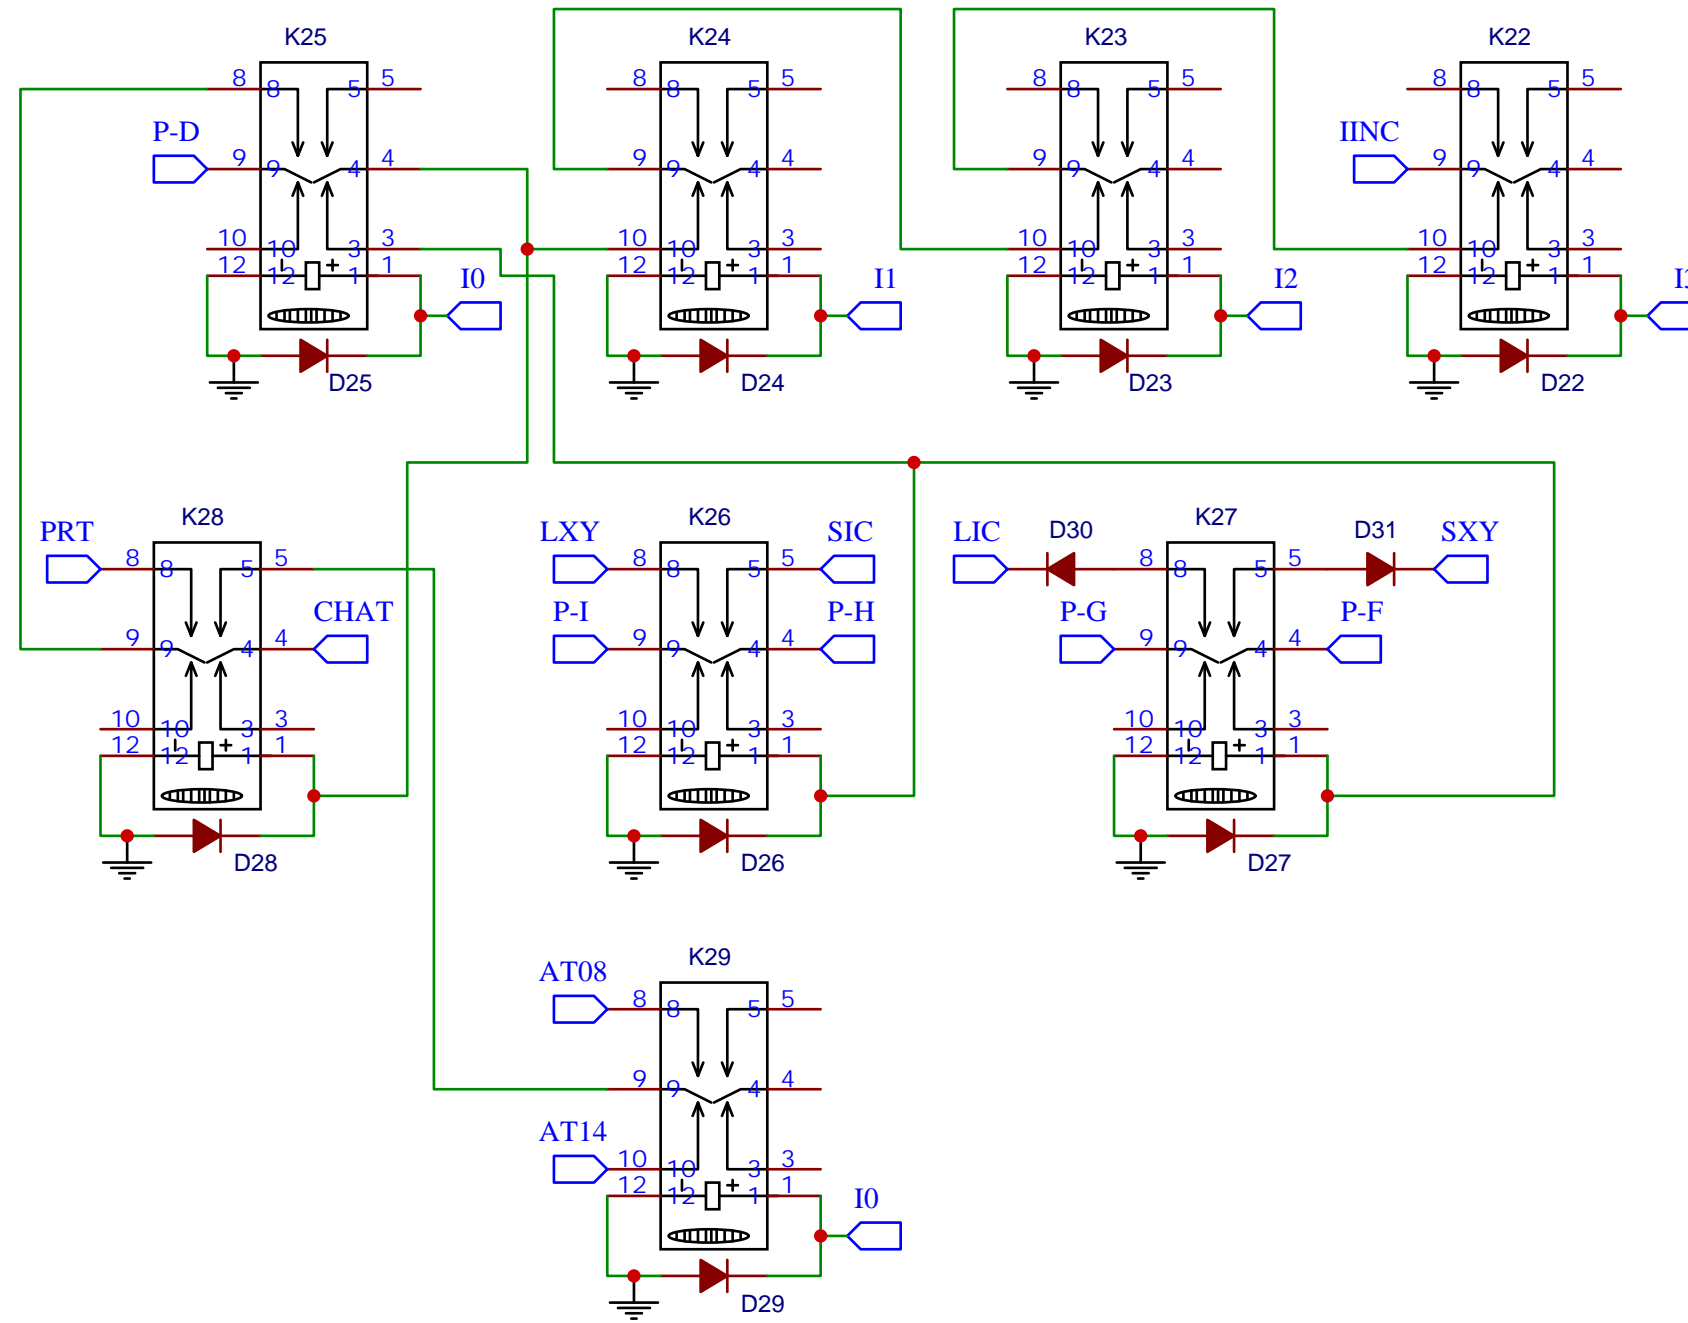 K25 K24 K23 K22
8 8 5 5 8 8 5 5 8 8 5 5 8 8 5 5
P-D IINC
9 9 4 4 9 9 4 4 9 9 4 4 9 9 4 4
10 10 3 3 10 10 3 3 10 10 3 3 10 10 3 3
12 12 - + 1 1 12 12 - + 1 1 12 12 - + 1 1 12 12 - + 1 1
I0 I1 I2
D25 D24 D23 D22
K28 K26 K27
PRT LXY SIC LIC D30 D31 SXY
8 8 5 5 8 8 5 5 8 8 5 5
CHAT P-I P-H P-G P-F
9 9 4 4 9 9 4 4 9 9 4 4
10 10 3 3 10 10 3 3 10 10 3 3
12 12 - + 1 1 12 12 - + 1 1 12 12 - + 1 1
D28 D26 D27
K29
AT08
8 8 5 5
9 9 4 4
AT14
10 10 3 3
12 12 - + 1 1
I0
D29